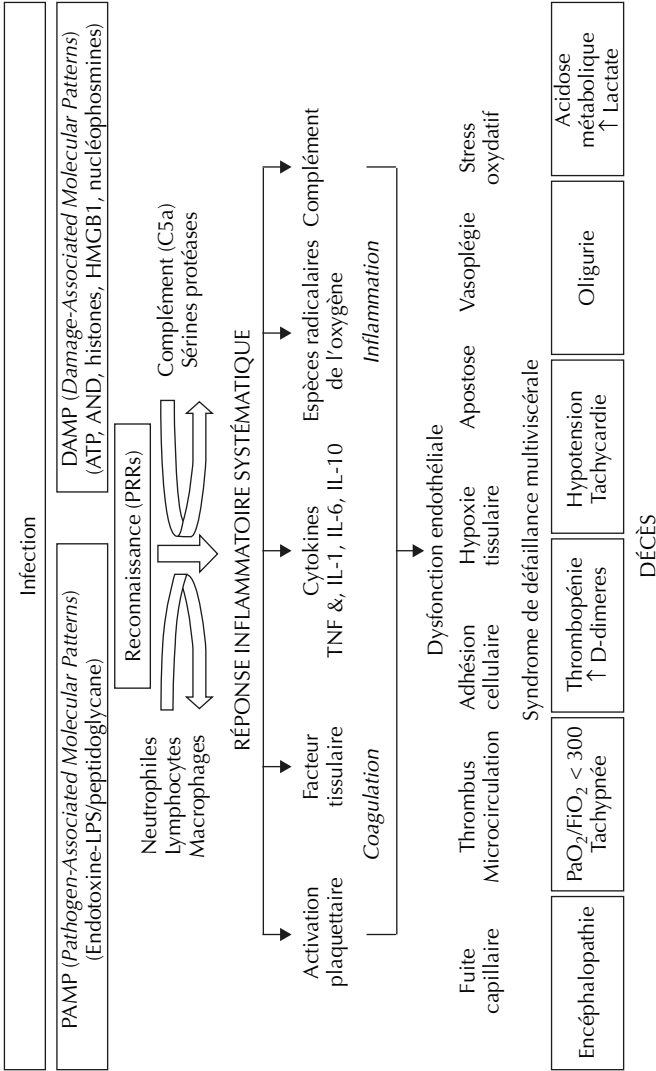 Infection
PAMP (Pathogen-Associated Molecular Patterns)
(Endotoxine-LPS/peptidoglycane)
DAMP (Damage-Associated Molecular Patterns)
(ATP, AND, histones, HMGB1, nucléophosmines)
Reconnaissance (PRRs)
Neutrophiles
Lymphocytes
Macrophages
Complément (C5a)
Sérines protéases
RÉPONSE INFLAMMATOIRE SYSTÉMATIQUE
Activation
plaquettaire
Facteur
tissulaire
Cytokines
TNF &, IL-1, IL-6, IL-10
Espèces radicalaires
de l'oxygène
Complément
Coagulation
Inflammation
Dysfonction endothéliale
Fuite
capillaire
Thrombus
Microcirculation
Adhésion
cellulaire
Hypoxie
tissulaire
Apostose
Vasoplégie
Stress
oxydatif
Syndrome de défaillance multiviscérale
Encéphalopathie
PaO₂/FiO₂ < 300
Tachypnée
Thrombopénie
↑ D-dimeres
Hypotension
Tachycardie
Oligurie
Acidose
métabolique
↑ Lactate
DÉCÈS